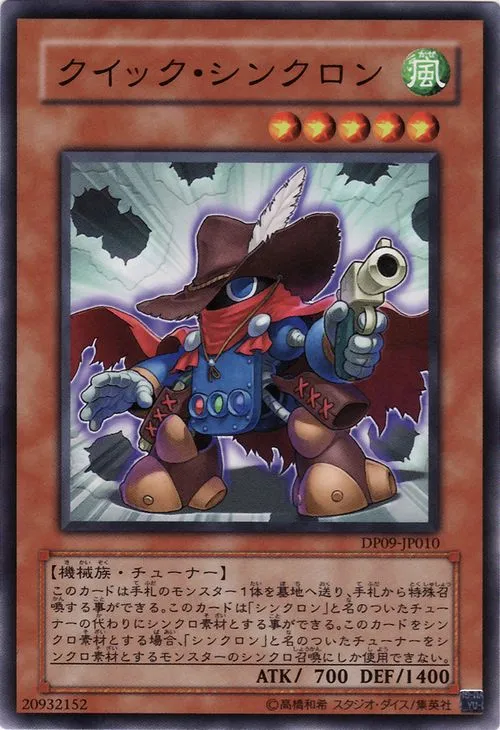 クイック・シンクロン
風
DP09-JP010
【機械族・チューナー】
このカードは手札のモンスター1体を墓地へ送り、手札から特殊召
喚する事ができる。このカードは「シンクロン」と名のついたチュー
ナーの代わりにシンクロ素材とする事ができる。このカードをシン
クロ素材とする場合、「シンクロン」と名のついたチューナーをシ
ンクロ素材とするモンスターのシンクロ召喚にしか使用できない。
ATK/ 700 DEF/1400
20932152
©高橋和希 スタジオ・ダイス/集英社